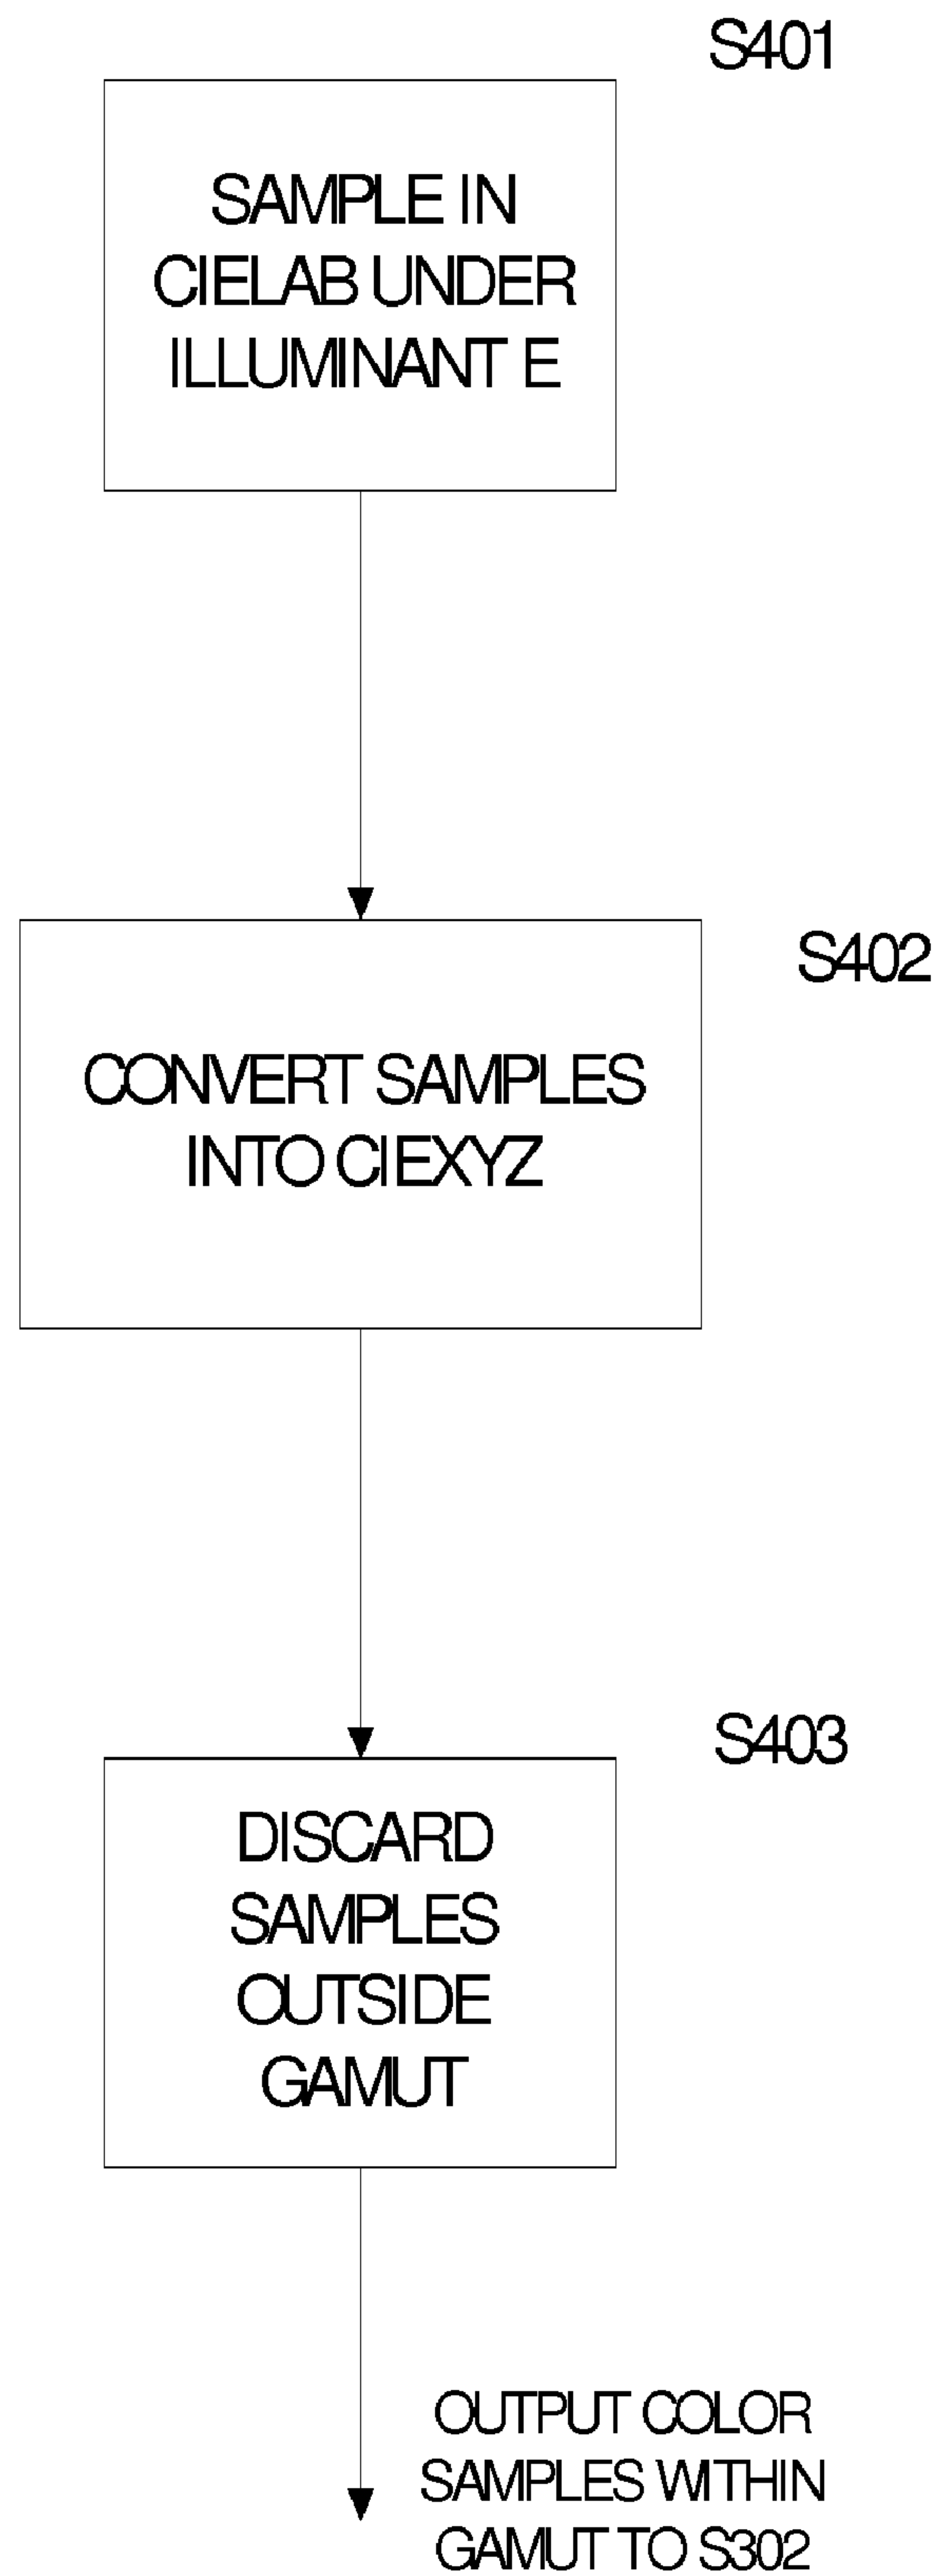 S401
SAMPLE IN
CIELAB UNDER
ILLUMINANT E
S402
CONVERT SAMPLES
INTO CIEXYZ
S403
DISCARD
SAMPLES
OUTSIDE
GAMUT
OUTPUT COLOR
SAMPLES WITHIN
GAMUT TO S302